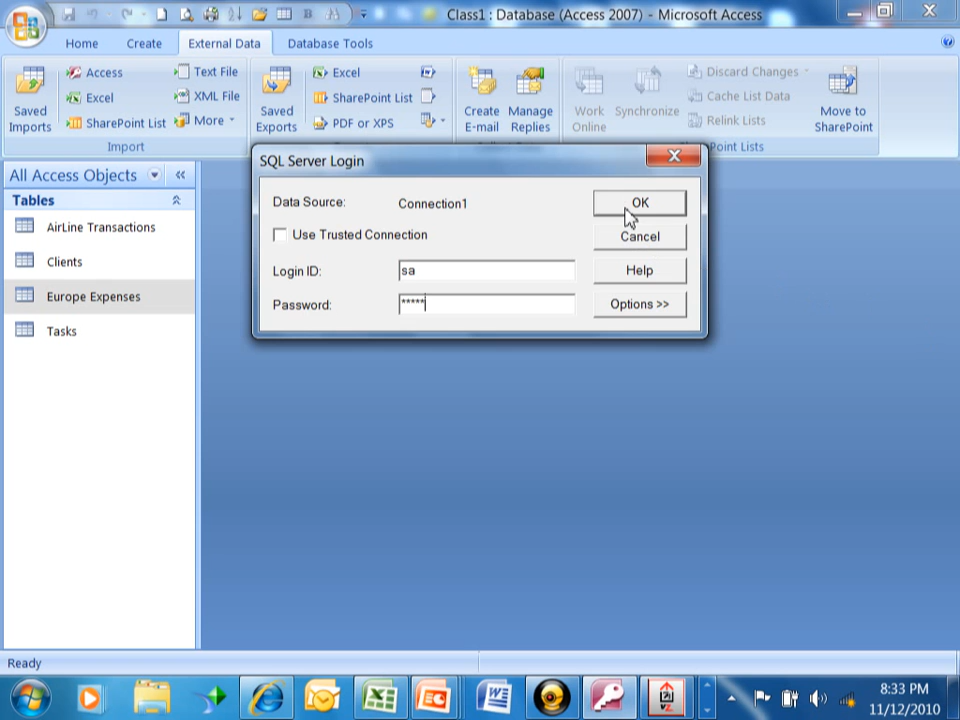 Class1 : Database (Access 2007) - Microsoft Access
Home
Create
External Data
Database Tools
Saved Imports
Access
Excel
SharePoint List
Text File
XML File
More
Import
Saved Exports
Excel
SharePoint List
PDF or XPS
Create E-mail
Manage Replies
Work Online
Synchronize
Discard Changes
Cache List Data
Relink Lists
Move to SharePoint
Point Lists
All Access Objects
Tables
AirLine Transactions
Clients
Europe Expenses
Tasks
SQL Server Login
Data Source:
Connection1
OK
Use Trusted Connection
Cancel
Login ID:
sa
Help
Password:
*****
Options >>
Ready
8:33 PM
11/12/2010